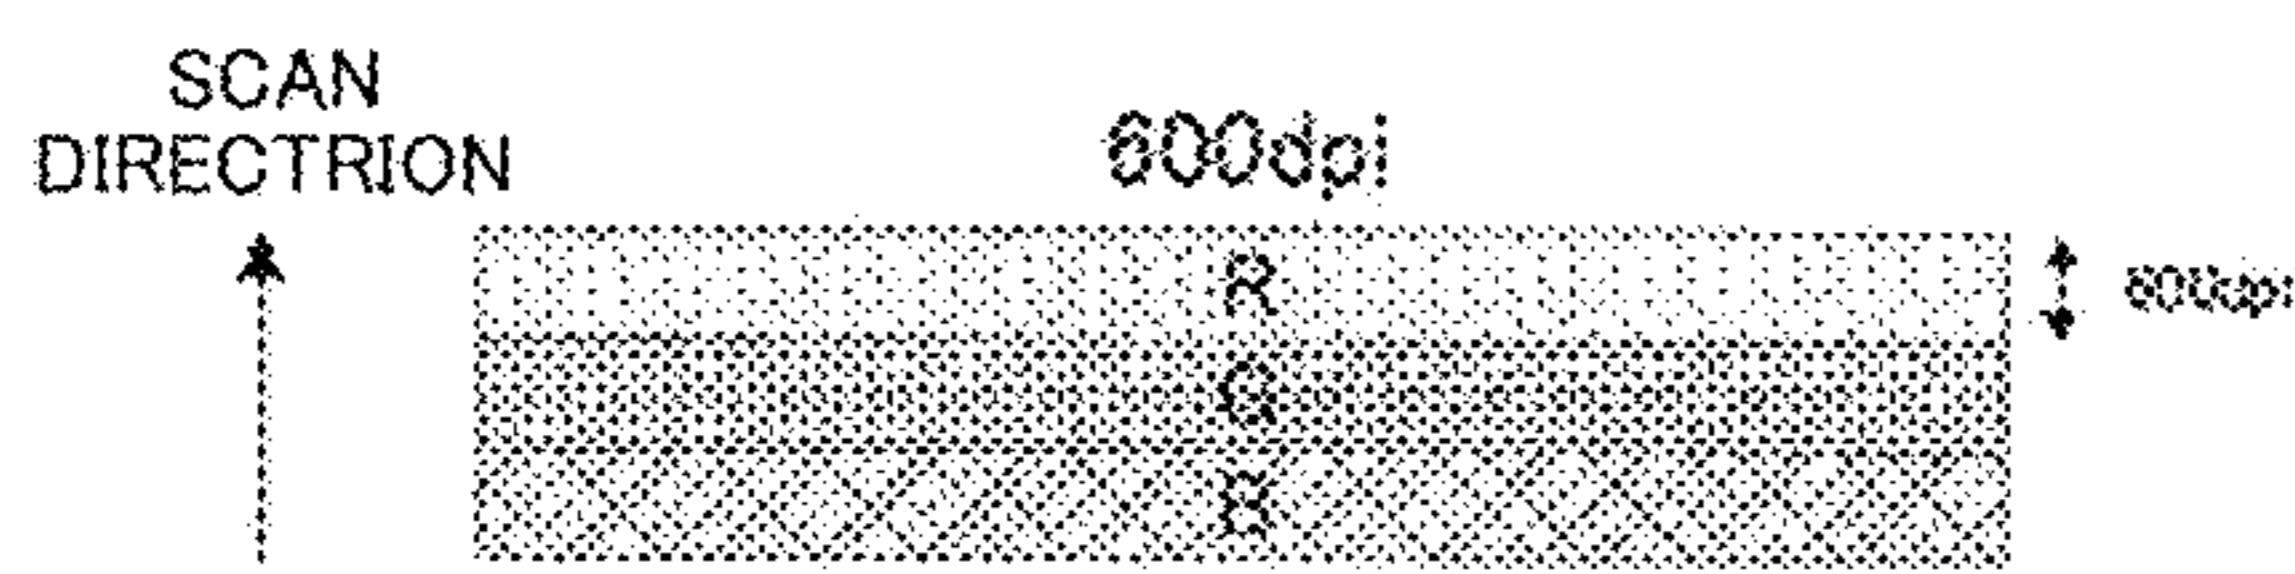 SCAN
DIRECTRION
600dpi
R
600dpi
G
B